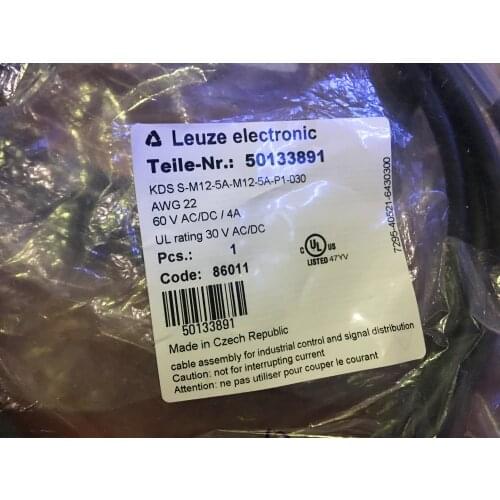 Leuze electronic
Teile-Nr.: 50133891
KDS S-M12-5A-M12-5A-P1-030
AWG 22
60 V AC/DC / 4A
UL rating 30 V AC/DC
Pcs.: 1
Code: 86011
C UL US
LISTED 47YV
50133891
Made in Czech Republic
cable assembly for industrial control and signal distribution
Caution: not for interrupting current
Attention: ne pas utiliser pour couper le courant
7295-40521-6430300